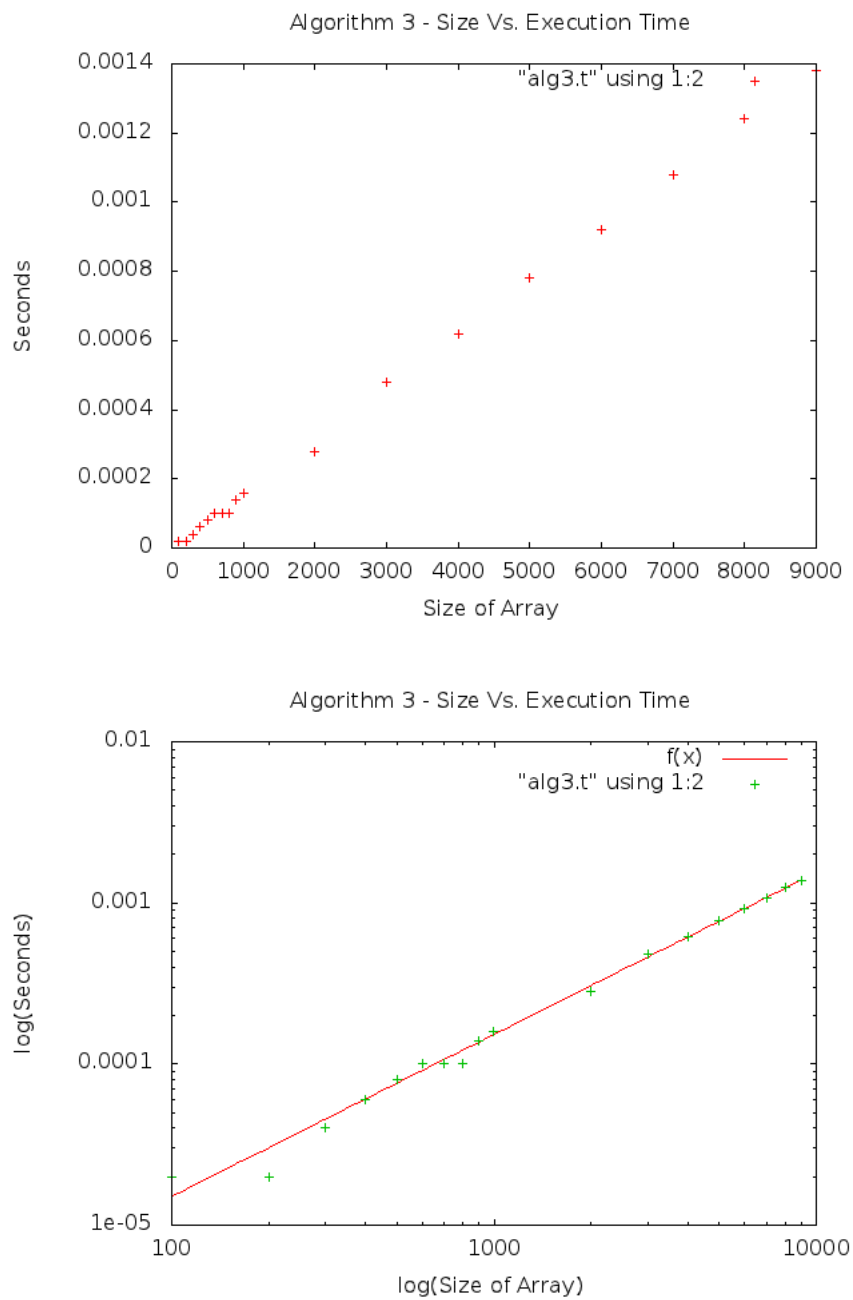 Algorithm 3 - Size Vs. Execution Time
0.0014
"alg3.t" using 1:2
0.0012
0.001
0.0008
Seconds
0.0006
0.0004
0.0002
0
0 1000 2000 3000 4000 5000 6000 7000 8000 9000
Size of Array
Algorithm 3 - Size Vs. Execution Time
0.01
f(x)
"alg3.t" using 1:2
0.001
log(Seconds)
0.0001
1e-05
100 1000 10000
log(Size of Array)